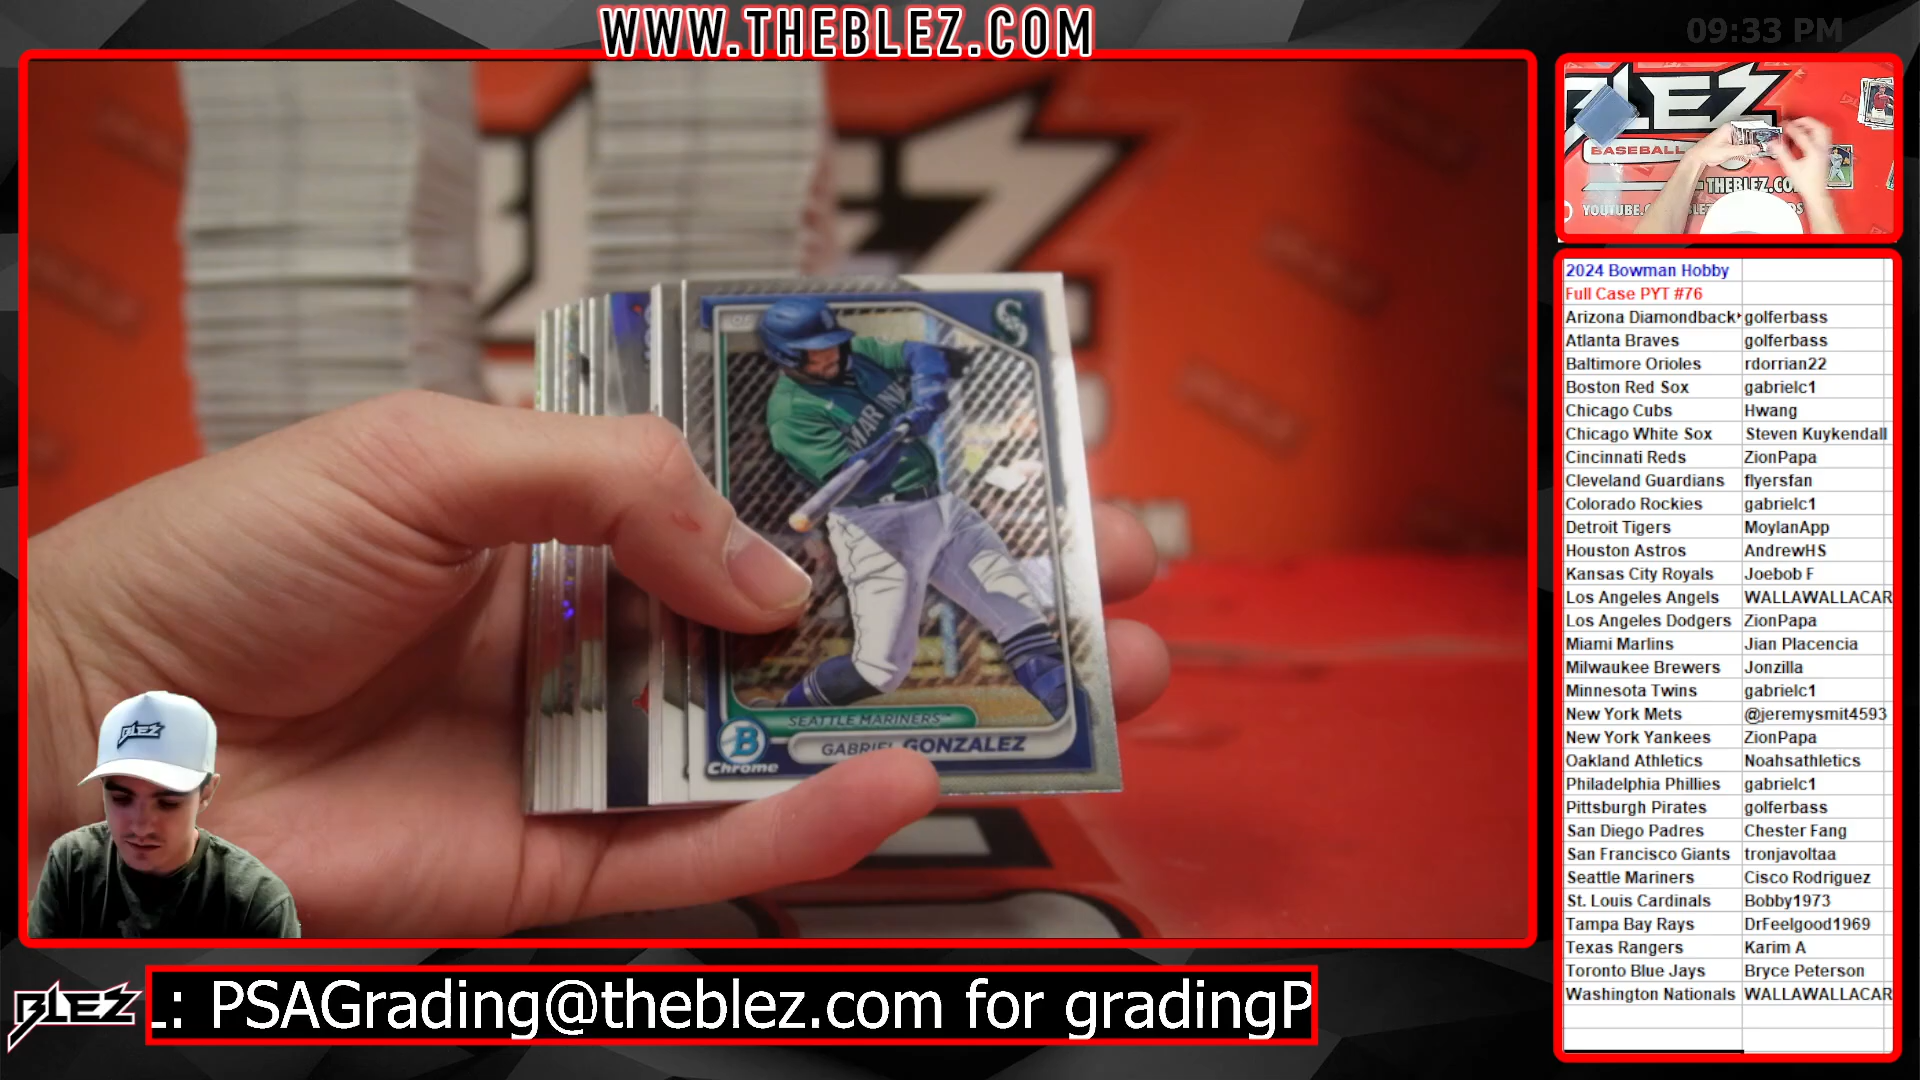 WWW.THEBLEZ.COM
09:33 PM
BLEZ
BASEBALL
THEBLEZ.CO
YOUTUBE.
SEATTLE MARINERS™
GABRIEL GONZALEZ
B
Chrome
BLEZ
2024 Bowman Hobby
Full Case PYT #76
Arizona Diamondback golferbass
Atlanta Braves golferbass
Baltimore Orioles rdorrian22
Boston Red Sox gabrielc1
Chicago Cubs Hwang
Chicago White Sox Steven Kuykendall
Cincinnati Reds ZionPapa
Cleveland Guardians flyersfan
Colorado Rockies gabrielc1
Detroit Tigers MoylanApp
Houston Astros AndrewHS
Kansas City Royals Joebob F
Los Angeles Angels WALLAWALLACAR
Los Angeles Dodgers ZionPapa
Miami Marlins Jian Placencia
Milwaukee Brewers Jonzilla
Minnesota Twins gabrielc1
New York Mets @jeremysmit4593
New York Yankees ZionPapa
Oakland Athletics Noahsathletics
Philadelphia Phillies gabrielc1
Pittsburgh Pirates golferbass
San Diego Padres Chester Fang
San Francisco Giants tronjavoltaa
Seattle Mariners Cisco Rodriguez
St. Louis Cardinals Bobby1973
Tampa Bay Rays DrFeelgood1969
Texas Rangers Karim A
Toronto Blue Jays Bryce Peterson
Washington Nationals WALLAWALLACAR
BLEZ
: PSAGrading@theblez.com for gradingP